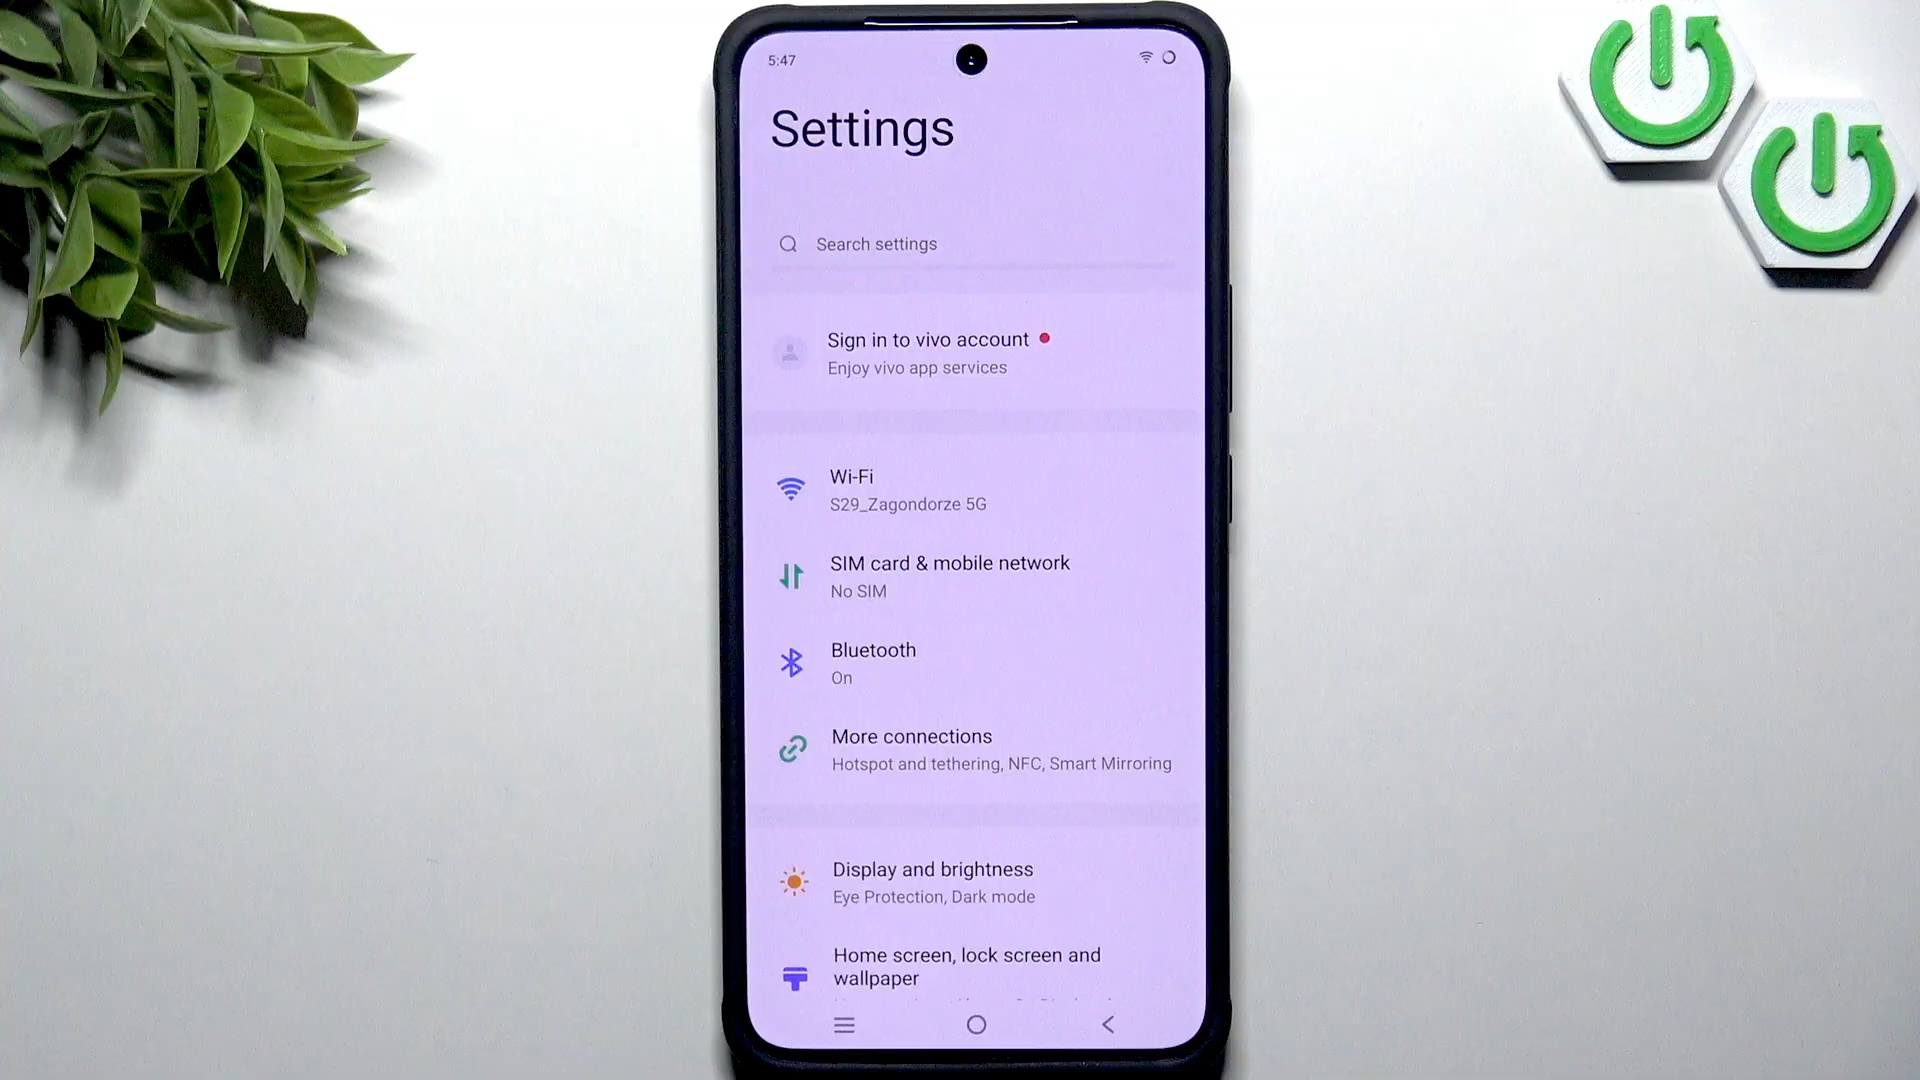 5:47
Settings
Search settings
Sign in to vivo account
Enjoy vivo app services
Wi-Fi
S29_Zagondorze 5G
SIM card & mobile network
No SIM
Bluetooth
On
More connections
Hotspot and tethering, NFC, Smart Mirroring
Display and brightness
Eye Protection, Dark mode
Home screen, lock screen and
wallpaper